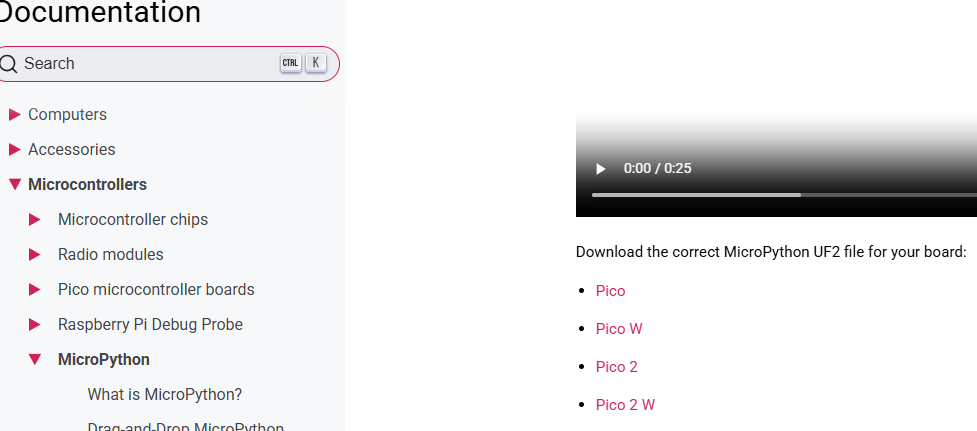 Documentation
Search
CTRL K
Computers
Accessories
Microcontrollers
Microcontroller chips
Radio modules
Pico microcontroller boards
Raspberry Pi Debug Probe
MicroPython
What is MicroPython?
Drag-and-Drop MicroPython
0:00 / 0:25
Download the correct MicroPython UF2 file for your board:
Pico
Pico W
Pico 2
Pico 2 W